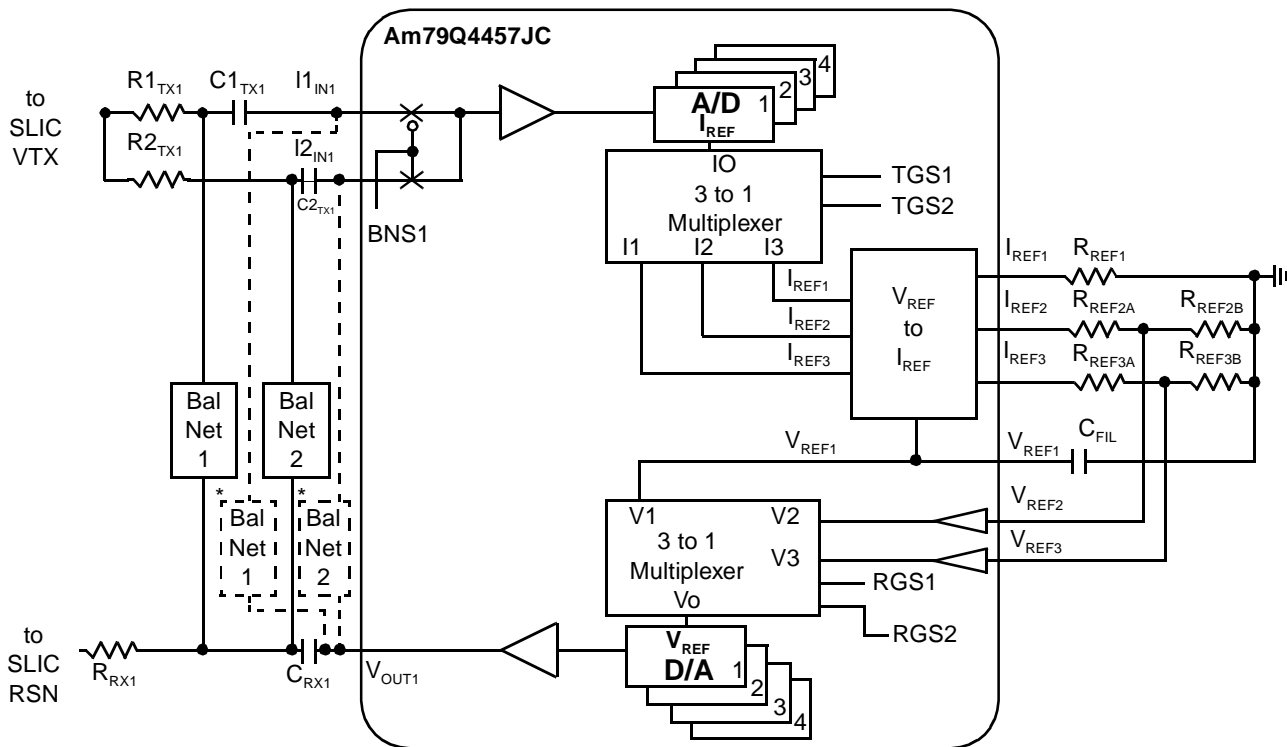 Am79Q4457JC
to
SLIC
VTX
R1TX1
C1TX1
I1IN1
R2TX1
I2IN1
C2TX1
BNS1
A/D
IREF
1
2
3
4
IO
3 to 1
Multiplexer
I1
I2
I3
TGS1
TGS2
IREF1
IREF2
IREF3
VREF
to
IREF
IREF1
RREF1
IREF2
RREF2A
RREF2B
IREF3
RREF3A
RREF3B
Bal
Net
1
Bal
Net
2
*
Bal
Net
1
*
Bal
Net
2
VREF1
VREF1
CFIL
VREF2
VREF3
V1
V2
3 to 1
Multiplexer
V3
Vo
RGS1
RGS2
to
SLIC
RSN
RRX1
CRX1
VOUT1
VREF
D/A
1
2
3
4